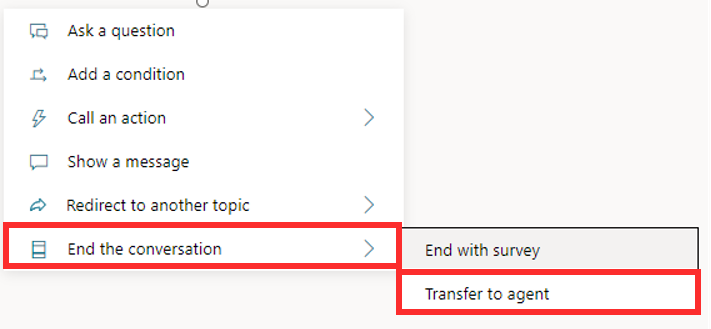 Ask a question
Add a condition
Call an action
Show a message
Redirect to another topic
End the conversation
End with survey
Transfer to agent